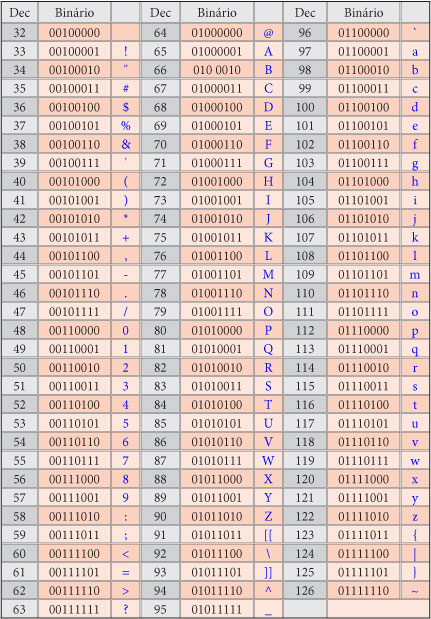 Dec Binário Dec Binário Dec Binário
32 00100000 64 01000000 @ 96 01100000 `
33 00100001 ! 65 01000001 A 97 01100001 a
34 00100010 " 66 010 0010 B 98 01100010 b
35 00100011 # 67 01000011 C 99 01100011 c
36 00100100 $ 68 01000100 D 100 01100100 d
37 00100101 % 69 01000101 E 101 01100101 e
38 00100110 & 70 01000110 F 102 01100110 f
39 00100111 ' 71 01000111 G 103 01100111 g
40 00101000 ( 72 01001000 H 104 01101000 h
41 00101001 ) 73 01001001 I 105 01101001 i
42 00101010 * 74 01001010 J 106 01101010 j
43 00101011 + 75 01001011 K 107 01101011 k
44 00101100 , 76 01001100 L 108 01101100 l
45 00101101 - 77 01001101 M 109 01101101 m
46 00101110 . 78 01001110 N 110 01101110 n
47 00101111 / 79 01001111 O 111 01101111 o
48 00110000 0 80 01010000 P 112 01110000 p
49 00110001 1 81 01010001 Q 113 01110001 q
50 00110010 2 82 01010010 R 114 01110010 r
51 00110011 3 83 01010011 S 115 01110011 s
52 00110100 4 84 01010100 T 116 01110100 t
53 00110101 5 85 01010101 U 117 01110101 u
54 00110110 6 86 01010110 V 118 01110110 v
55 00110111 7 87 01010111 W 119 01110111 w
56 00111000 8 88 01011000 X 120 01111000 x
57 00111001 9 89 01011001 Y 121 01111001 y
58 00111010 : 90 01011010 Z 122 01111010 z
59 00111011 ; 91 01011011 [[ 123 01111011 {
60 00111100 < 92 01011100 \ 124 01111100 |
61 00111101 = 93 01011101 ]] 125 01111101 }
62 00111110 > 94 01011110 ^ 126 01111110 ~
63 00111111 ? 95 01011111 _